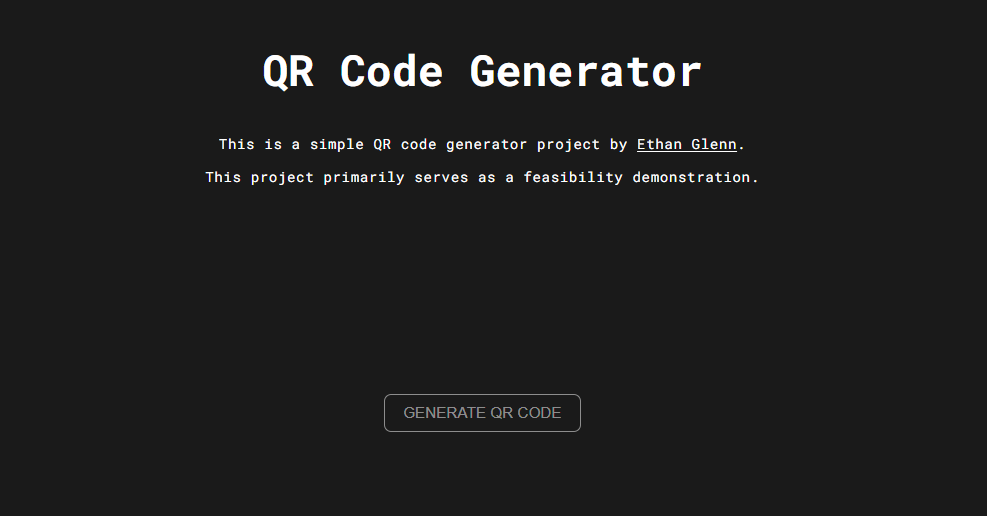 QR Code Generator
This is a simple QR code generator project by Ethan Glenn.
This project primarily serves as a feasibility demonstration.
GENERATE QR CODE